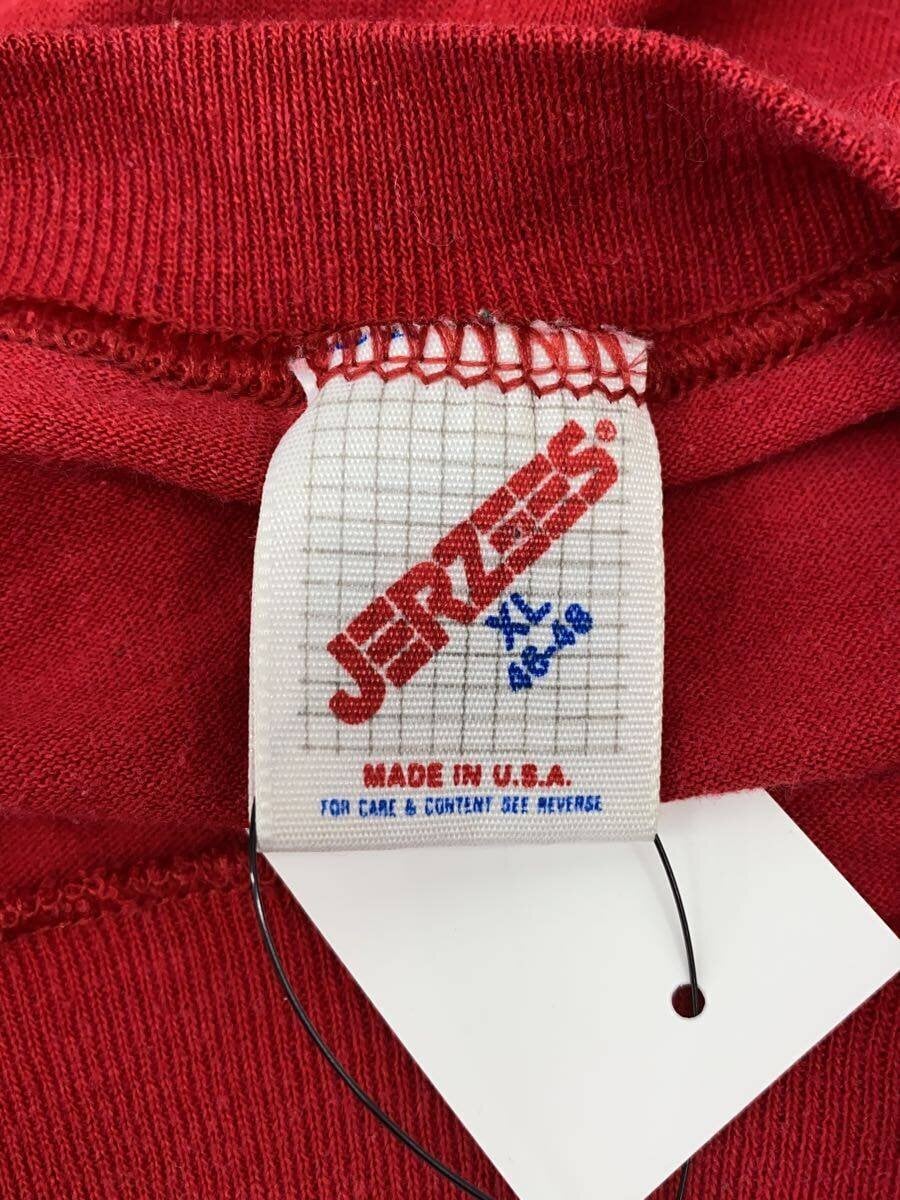 JERZEES®
XL
46-48
MADE IN U.S.A.
FOR CARE & CONTENT SEE REVERSE